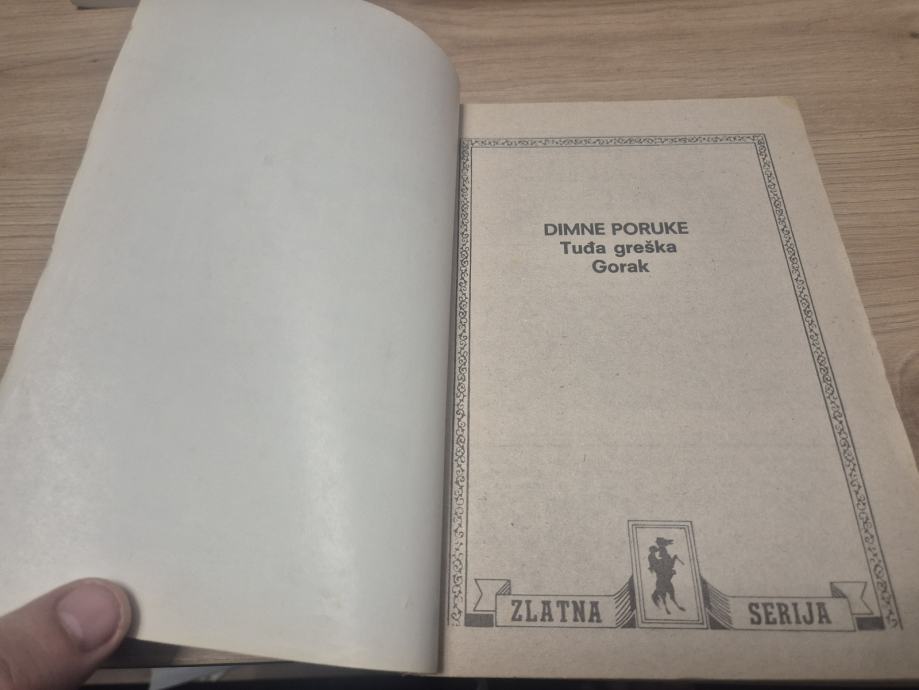 DIMNE PORUKE
Tuđa greška
Gorak
ZLATNA SERIJA